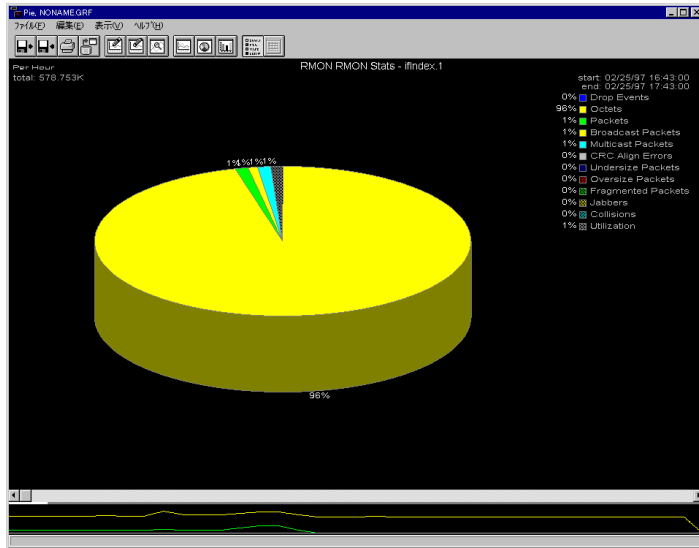 Pie, NONAME.GRF
ファイル(F) 編集(E) 表示(V) ヘルプ(H)
RMON RMON Stats - ifIndex.1
Per Hour
total: 578.753K
start: 02/25/97 16:43:00
end: 02/25/97 17:43:00
0% Drop Events
96% Octets
1% Packets
1% Broadcast Packets
1% Multicast Packets
0% CRC Align Errors
0% Undersize Packets
0% Oversize Packets
0% Fragmented Packets
0% Jabbers
0% Collisions
1% Utilization
1% 1% 1% 1%
96%